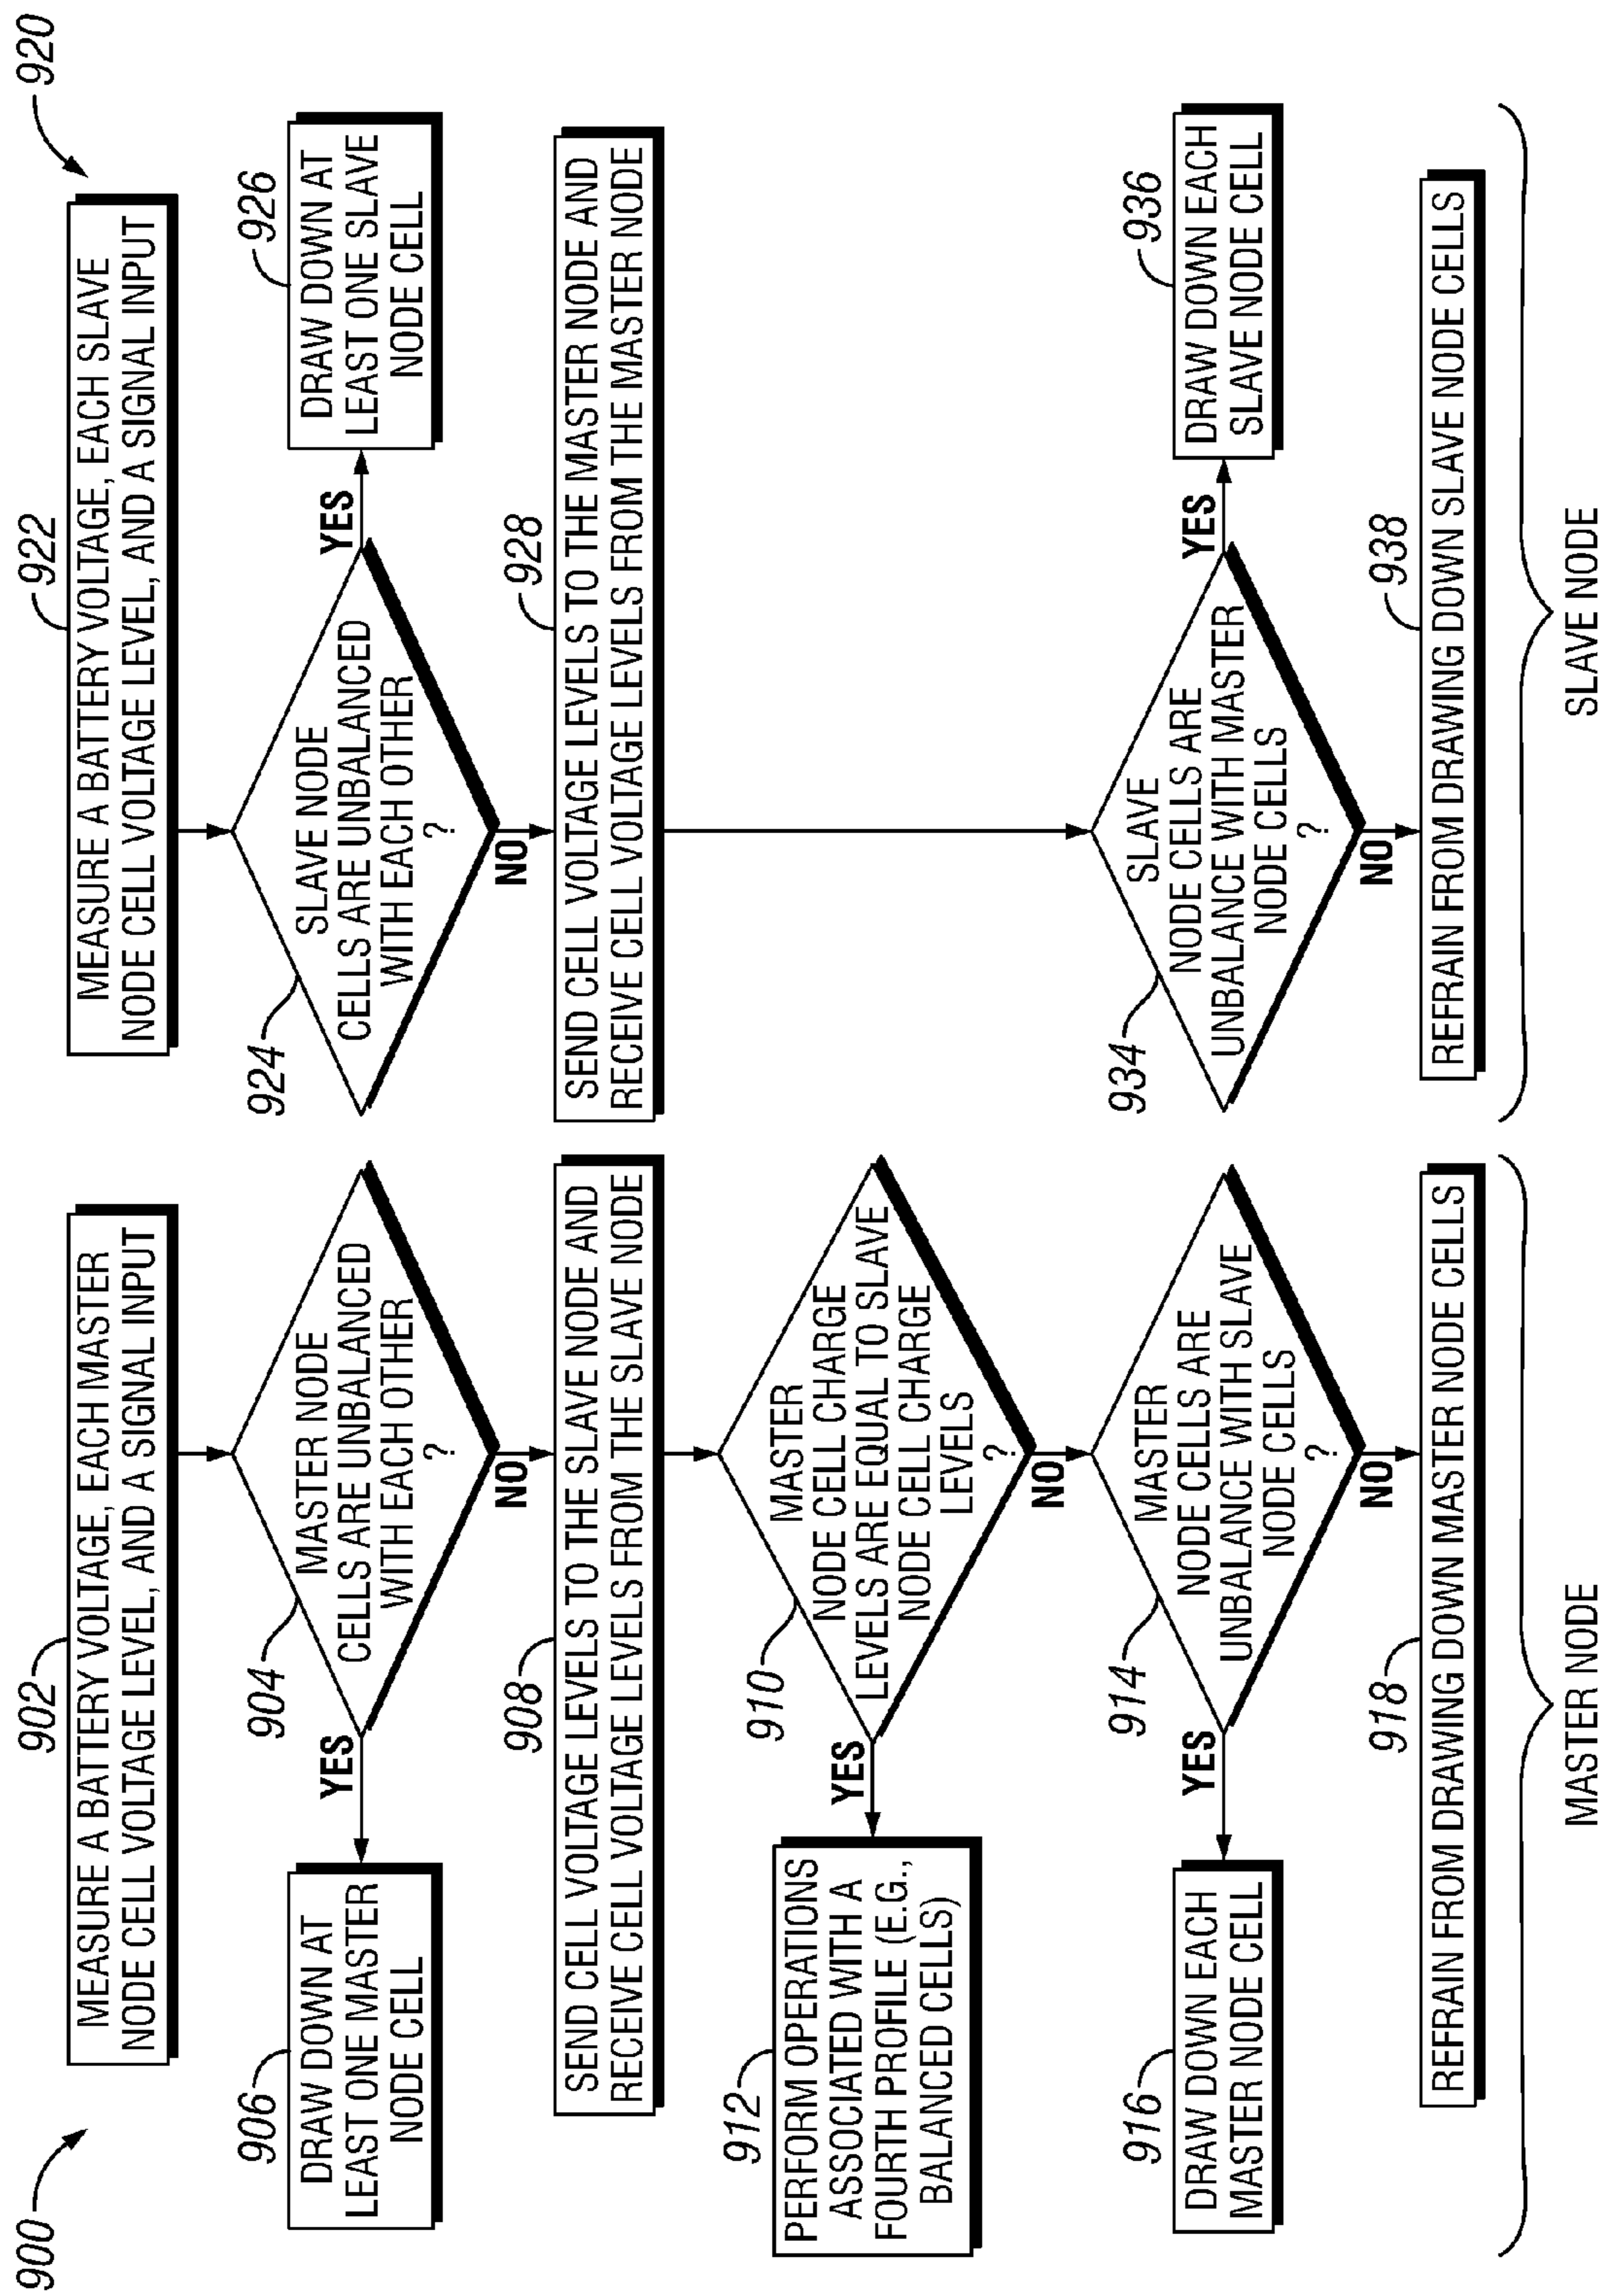 900
902
MEASURE A BATTERY VOLTAGE, EACH MASTER
NODE CELL VOLTAGE LEVEL, AND A SIGNAL INPUT
904
MASTER NODE
CELLS ARE UNBALANCED
WITH EACH OTHER
?
YES
906
DRAW DOWN AT
LEAST ONE MASTER
NODE CELL
NO
908
SEND CELL VOLTAGE LEVELS TO THE SLAVE NODE AND
RECEIVE CELL VOLTAGE LEVELS FROM THE SLAVE NODE
910
MASTER
NODE CELL CHARGE
LEVELS ARE EQUAL TO SLAVE
NODE CELL CHARGE
LEVELS
?
YES
912
PERFORM OPERATIONS
ASSOCIATED WITH A
FOURTH PROFILE (E.G.,
BALANCED CELLS)
NO
914
MASTER
NODE CELLS ARE
UNBALANCE WITH SLAVE
NODE CELLS
?
YES
916
DRAW DOWN EACH
MASTER NODE CELL
NO
918
REFRAIN FROM DRAWING DOWN MASTER NODE CELLS
MASTER NODE
920
922
MEASURE A BATTERY VOLTAGE, EACH SLAVE
NODE CELL VOLTAGE LEVEL, AND A SIGNAL INPUT
924
SLAVE NODE
CELLS ARE UNBALANCED
WITH EACH OTHER
?
YES
926
DRAW DOWN AT
LEAST ONE SLAVE
NODE CELL
NO
928
SEND CELL VOLTAGE LEVELS TO THE MASTER NODE AND
RECEIVE CELL VOLTAGE LEVELS FROM THE MASTER NODE
934
SLAVE
NODE CELLS ARE
UNBALANCE WITH MASTER
NODE CELLS
?
YES
936
DRAW DOWN EACH
SLAVE NODE CELL
NO
938
REFRAIN FROM DRAWING DOWN SLAVE NODE CELLS
SLAVE NODE